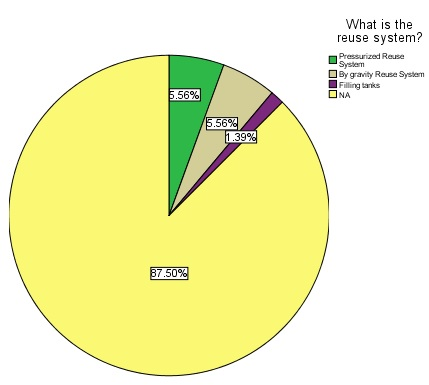 What is the
reuse system?
Pressurized Reuse
System
By gravity Reuse System
Filling tanks
NA
5.56%
5.56%
1.39%
87.50%